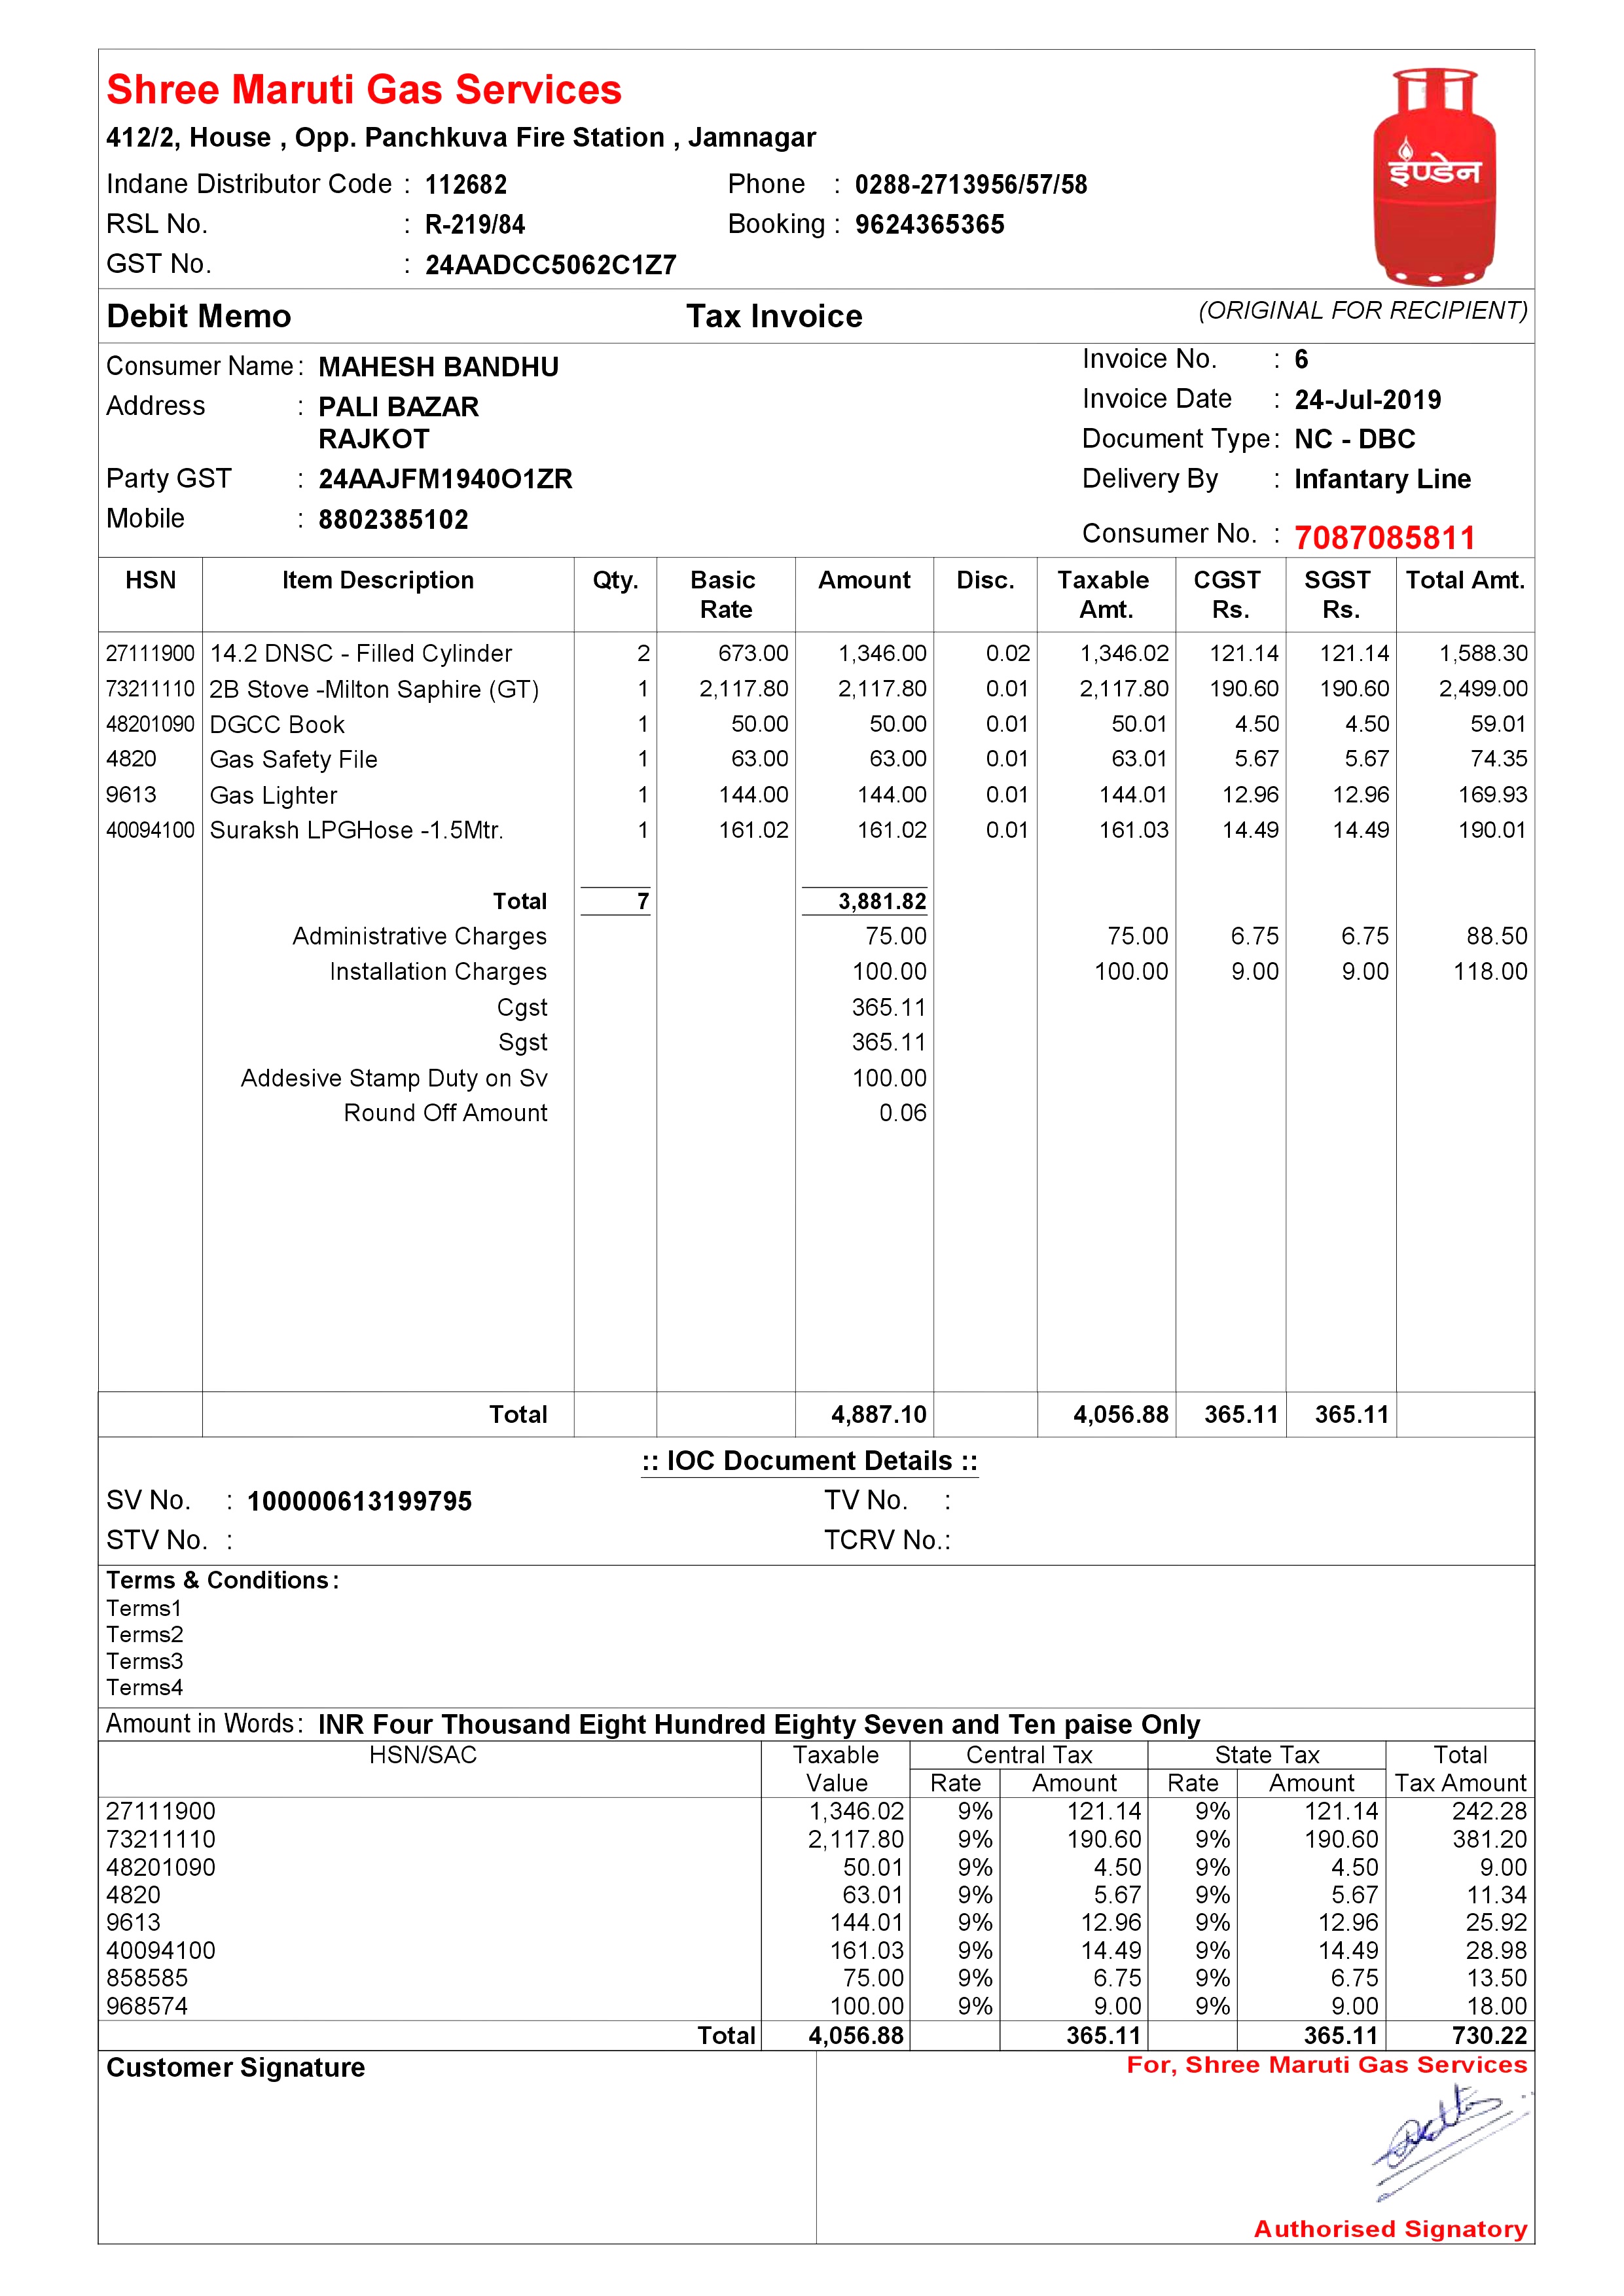 Shree Maruti Gas Services
412/2, House , Opp. Panchkuva Fire Station , Jamnagar
Indane Distributor Code : 112682 Phone : 0288-2713956/57/58
RSL No. : R-219/84 Booking : 9624365365
GST No. : 24AADCC5062C1Z7
इण्डेन
Debit Memo Tax Invoice (ORIGINAL FOR RECIPIENT)
Consumer Name : MAHESH BANDHU
Address : PALI BAZAR
RAJKOT
Party GST : 24AAJFM1940O1ZR
Mobile : 8802385102
Invoice No. : 6
Invoice Date : 24-Jul-2019
Document Type : NC - DBC
Delivery By : Infantary Line
Consumer No. : 7087085811
HSN Item Description Qty. Basic Rate Amount Disc. Taxable Amt. CGST Rs. SGST Rs. Total Amt.
27111900 14.2 DNSC - Filled Cylinder 2 673.00 1,346.00 0.02 1,346.02 121.14 121.14 1,588.30
73211110 2B Stove -Milton Saphire (GT) 1 2,117.80 2,117.80 0.01 2,117.80 190.60 190.60 2,499.00
48201090 DGCC Book 1 50.00 50.00 0.01 50.01 4.50 4.50 59.01
4820 Gas Safety File 1 63.00 63.00 0.01 63.01 5.67 5.67 74.35
9613 Gas Lighter 1 144.00 144.00 0.01 144.01 12.96 12.96 169.93
40094100 Suraksh LPGHose -1.5Mtr. 1 161.02 161.02 0.01 161.03 14.49 14.49 190.01
Total 7 3,881.82
Administrative Charges 75.00 75.00 6.75 6.75 88.50
Installation Charges 100.00 100.00 9.00 9.00 118.00
Cgst 365.11
Sgst 365.11
Addesive Stamp Duty on Sv 100.00
Round Off Amount 0.06
Total 4,887.10 4,056.88 365.11 365.11
:: IOC Document Details ::
SV No. : 100000613199795 TV No. :
STV No. : TCRV No. :
Terms & Conditions :
Terms1
Terms2
Terms3
Terms4
Amount in Words : INR Four Thousand Eight Hundred Eighty Seven and Ten paise Only
HSN/SAC Taxable Value Central Tax State Tax Total Tax Amount
Rate Amount Rate Amount
27111900 1,346.02 9% 121.14 9% 121.14 242.28
73211110 2,117.80 9% 190.60 9% 190.60 381.20
48201090 50.01 9% 4.50 9% 4.50 9.00
4820 63.01 9% 5.67 9% 5.67 11.34
9613 144.01 9% 12.96 9% 12.96 25.92
40094100 161.03 9% 14.49 9% 14.49 28.98
858585 75.00 9% 6.75 9% 6.75 13.50
968574 100.00 9% 9.00 9% 9.00 18.00
Total 4,056.88 365.11 365.11 730.22
Customer Signature For, Shree Maruti Gas Services
Authorised Signatory